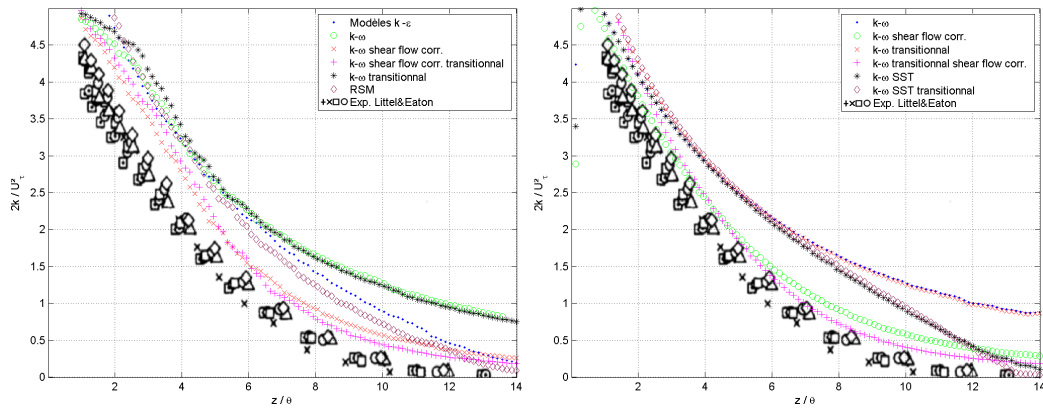 4.5
4
3.5
3
2.5
2
1.5
1
0.5
0
2k / U²τ
2 4 6 8 10 12 14
z / θ
Modèles k -ε
k-ω
k-ω shear flow corr.
k-ω shear flow corr. transitionnal
k-ω transitionnal
RSM
Exp. Littel&Eaton
4.5
4
3.5
3
2.5
2
1.5
1
0.5
0
2k / U²τ
2 4 6 8 10 12 14
z / θ
k-ω
k-ω shear flow corr.
k-ω transitionnal
k-ω transitionnal shear flow corr.
k-ω SST
k-ω SST transitionnal
Exp. Littel&Eaton